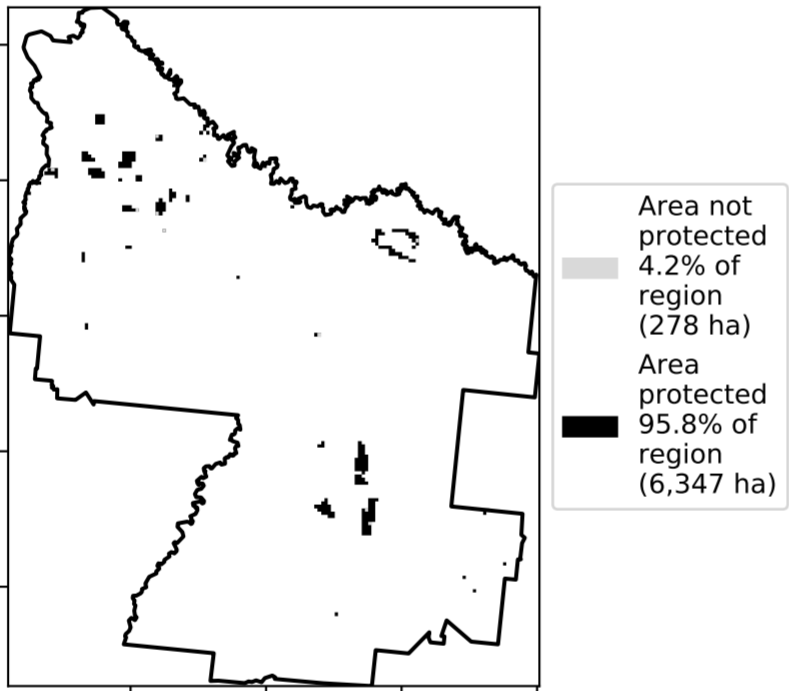 Area not
protected
4.2% of
region
(278 ha)
Area
protected
95.8% of
region
(6,347 ha)